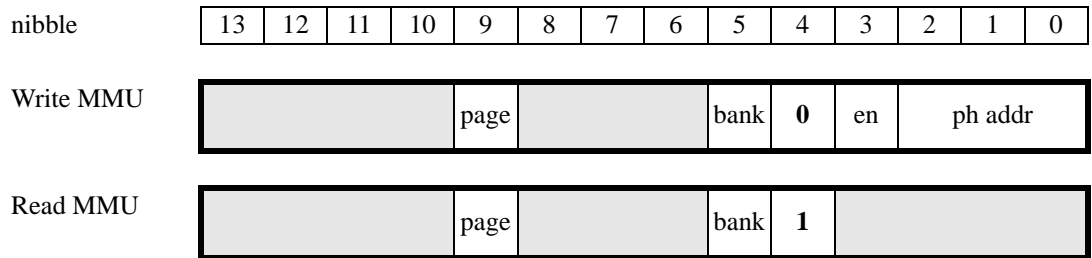 nibble 13 12 11 10 9 8 7 6 5 4 3 2 1 0
Write MMU page bank 0 en ph addr
Read MMU page bank 1